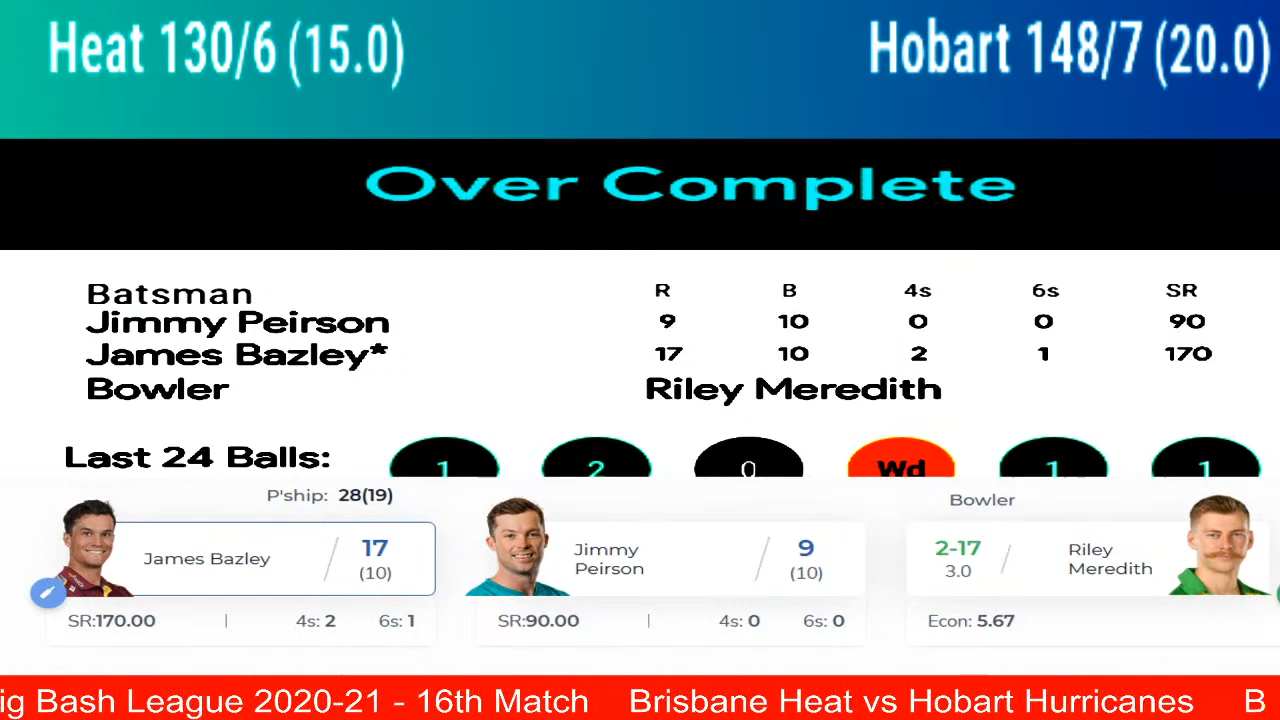 Heat 130/6 (15.0) Hobart 148/7 (20.0)
Over Complete
Batsman R B 4s 6s SR
Jimmy Peirson 9 10 0 0 90
James Bazley* 17 10 2 1 170
Bowler Riley Meredith
Last 24 Balls: 1 2 0 Wd 1 1
P'ship: 28(19) Bowler
James Bazley 17 (10) Jimmy Peirson 9 (10) 2-17 3.0 Riley Meredith
SR:170.00 | 4s: 2 6s: 1 SR:90.00 | 4s: 0 6s: 0 Econ: 5.67
ig Bash League 2020-21 - 16th Match Brisbane Heat vs Hobart Hurricanes B